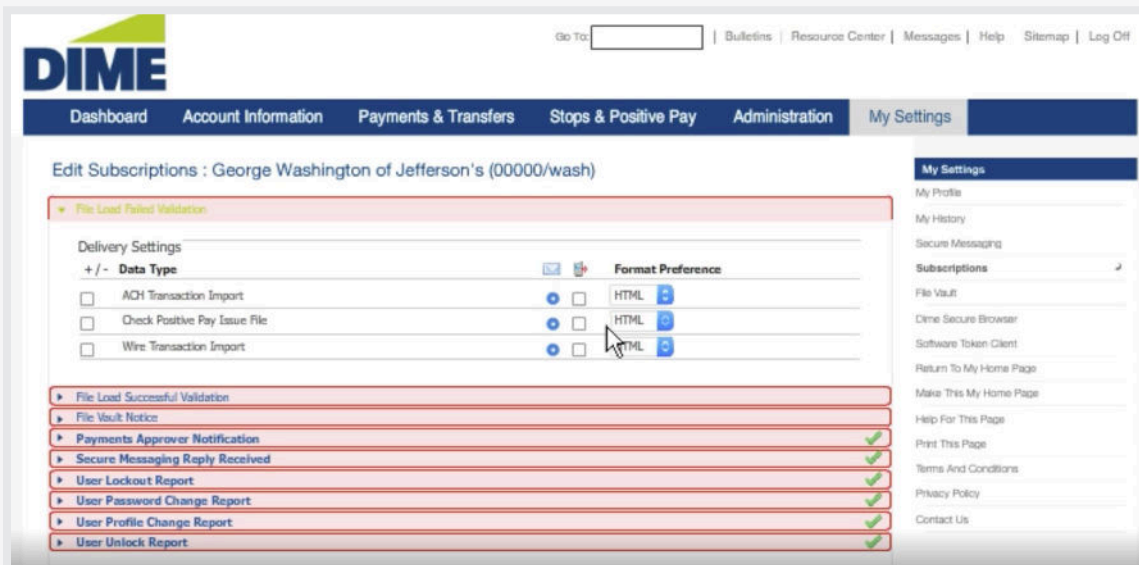 Go To: | Bulletins | Resource Center | Messages | Help Sitemap | Log Off
DIME
Dashboard Account Information Payments & Transfers Stops & Positive Pay Administration My Settings
Edit Subscriptions : George Washington of Jefferson's (00000/wash)
File Load Failed Validation
Delivery Settings
+ / - Data Type Format Preference
ACH Transaction Import HTML
Check Positive Pay Issue File HTML
Wire Transaction Import HTML
File Load Successful Validation
File Vault Notice
Payments Approver Notification
Secure Messaging Reply Received
User Lockout Report
User Password Change Report
User Profile Change Report
User Unlock Report
My Settings
My Profile
My History
Secure Messaging
Subscriptions
File Vault
Dime Secure Browser
Software Token Client
Return To My Home Page
Make This My Home Page
Help For This Page
Print This Page
Terms And Conditions
Privacy Policy
Contact Us